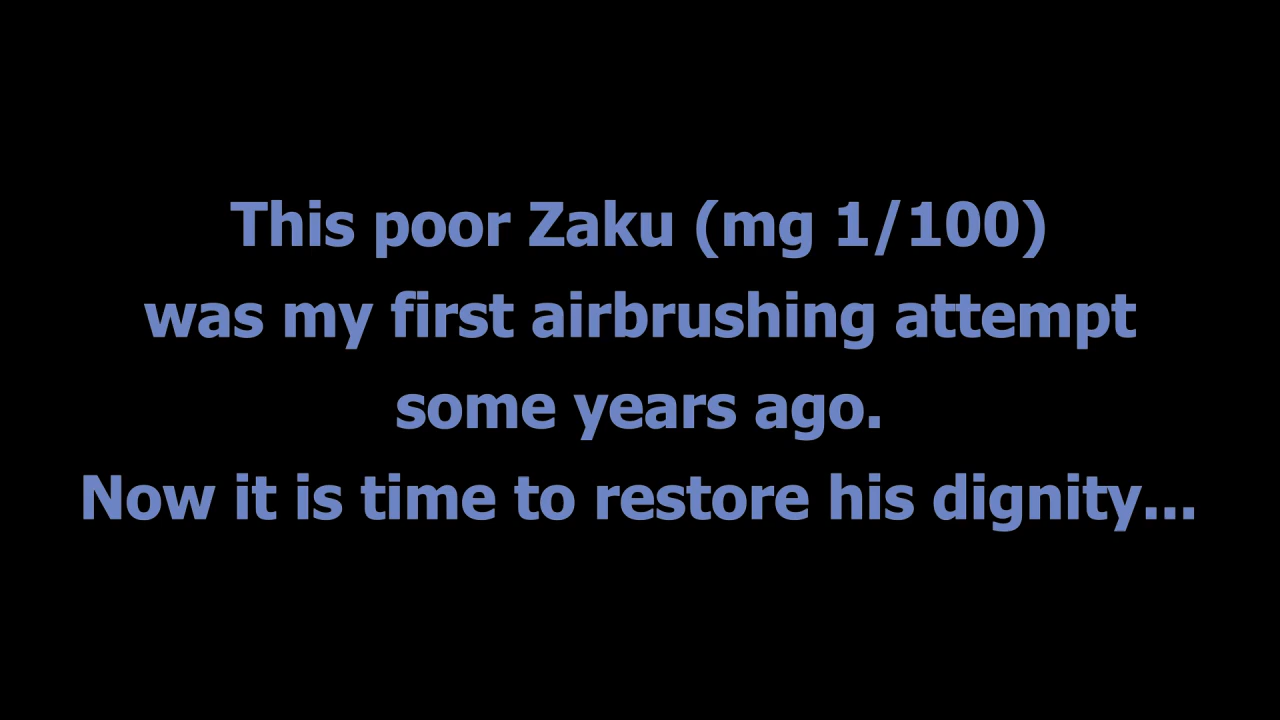 This poor Zaku (mg 1/100)
was my first airbrushing attempt
some years ago.
Now it is time to restore his dignity...